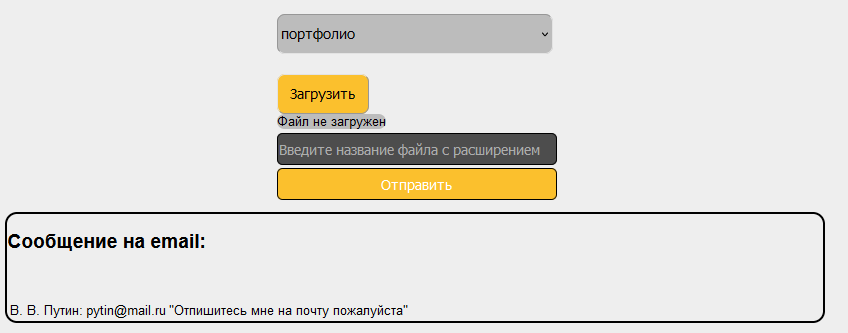 портфолио
Загрузить
Файл не загружен
Введите название файла с расширением
Отправить
Сообщение на email:
В. В. Путин: pytin@mail.ru "Отпишитесь мне на почту пожалуйста"